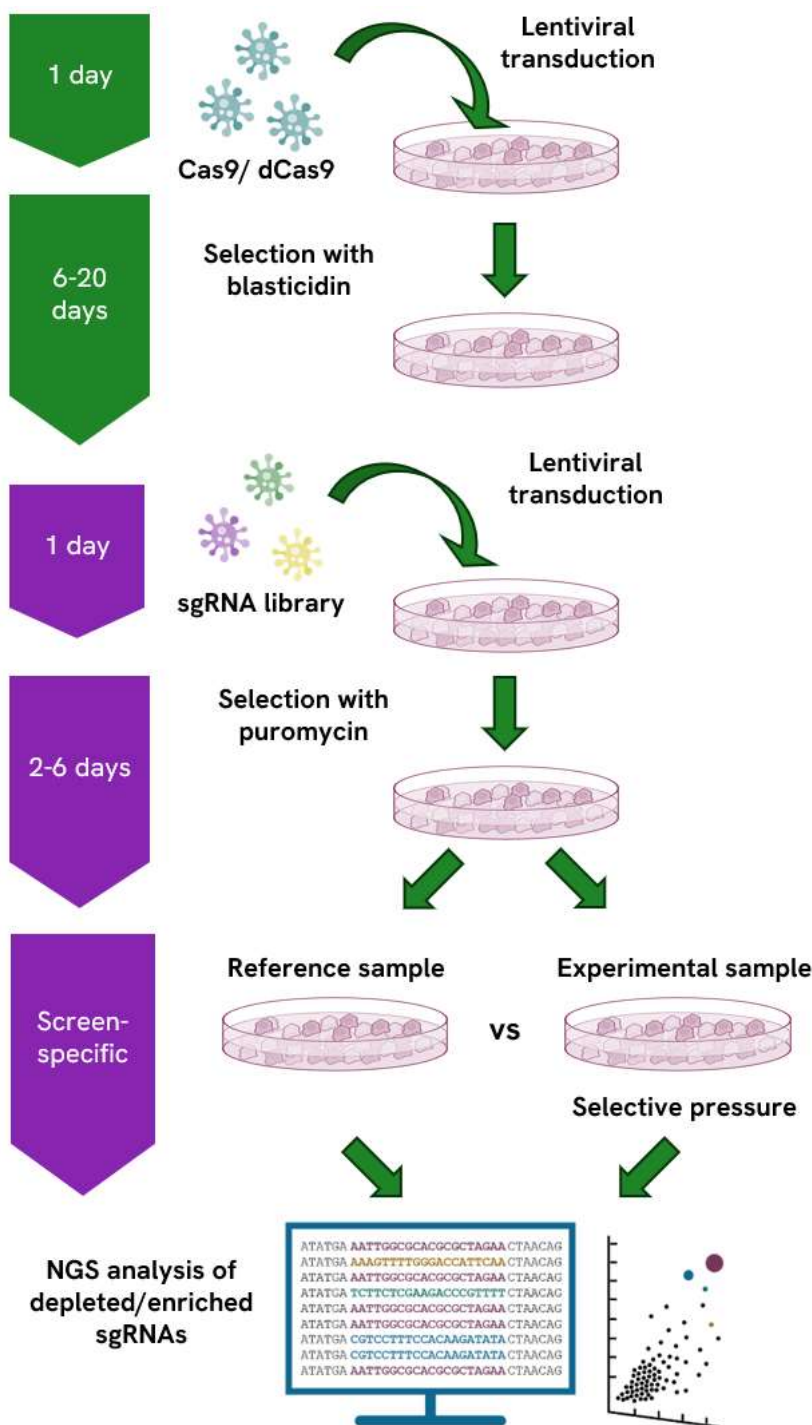 1 day
Lentiviral
transduction
Cas9/ dCas9
6-20
days
Selection with
blasticidin
1 day
Lentiviral
transduction
sgRNA library
2-6 days
Selection with
puromycin
Screen-
specific
Reference sample
vs
Experimental sample
Selective pressure
NGS analysis of
depleted/enriched
sgRNAs
ATATGA AATTGGCGCACGCGCTAGAA CTAACAG
ATATGA AAAGTTTTGGGACCATTCAA CTAACAG
ATATGA AATTGGCGCACGCGCTAGAA CTAACAG
ATATGA TCTTCTCGAAGACCCGTTTT CTAACAG
ATATGA AATTGGCGCACGCGCTAGAA CTAACAG
ATATGA AATTGGCGCACGCGCTAGAA CTAACAG
ATATGA CGTCCTTTCCACAAGATATA CTAACAG
ATATGA CGTCCTTTCCACAAGATATA CTAACAG
ATATGA AATTGGCGCACGCGCTAGAA CTAACAG